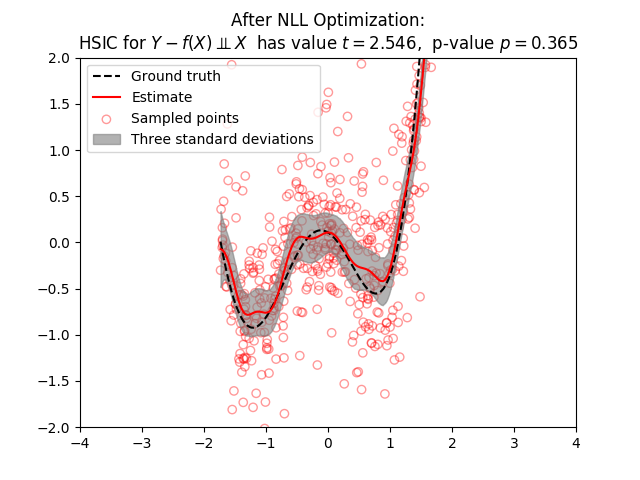 After NLL Optimization:
HSIC for $Y - f(X) ⫫ X$ has value $t = 2.546$, p-value $p = 0.365$
2.0
1.5
1.0
0.5
0.0
−0.5
−1.0
−1.5
−2.0
Ground truth
Estimate
Sampled points
Three standard deviations
−4 −3 −2 −1 0 1 2 3 4